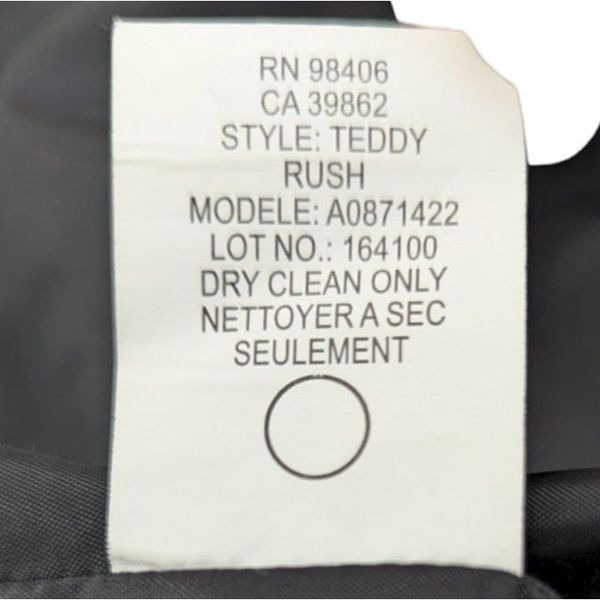 RN 98406
CA 39862
STYLE: TEDDY
RUSH
MODELE: A0871422
LOT NO.: 164100
DRY CLEAN ONLY
NETTOYER A SEC
SEULEMENT